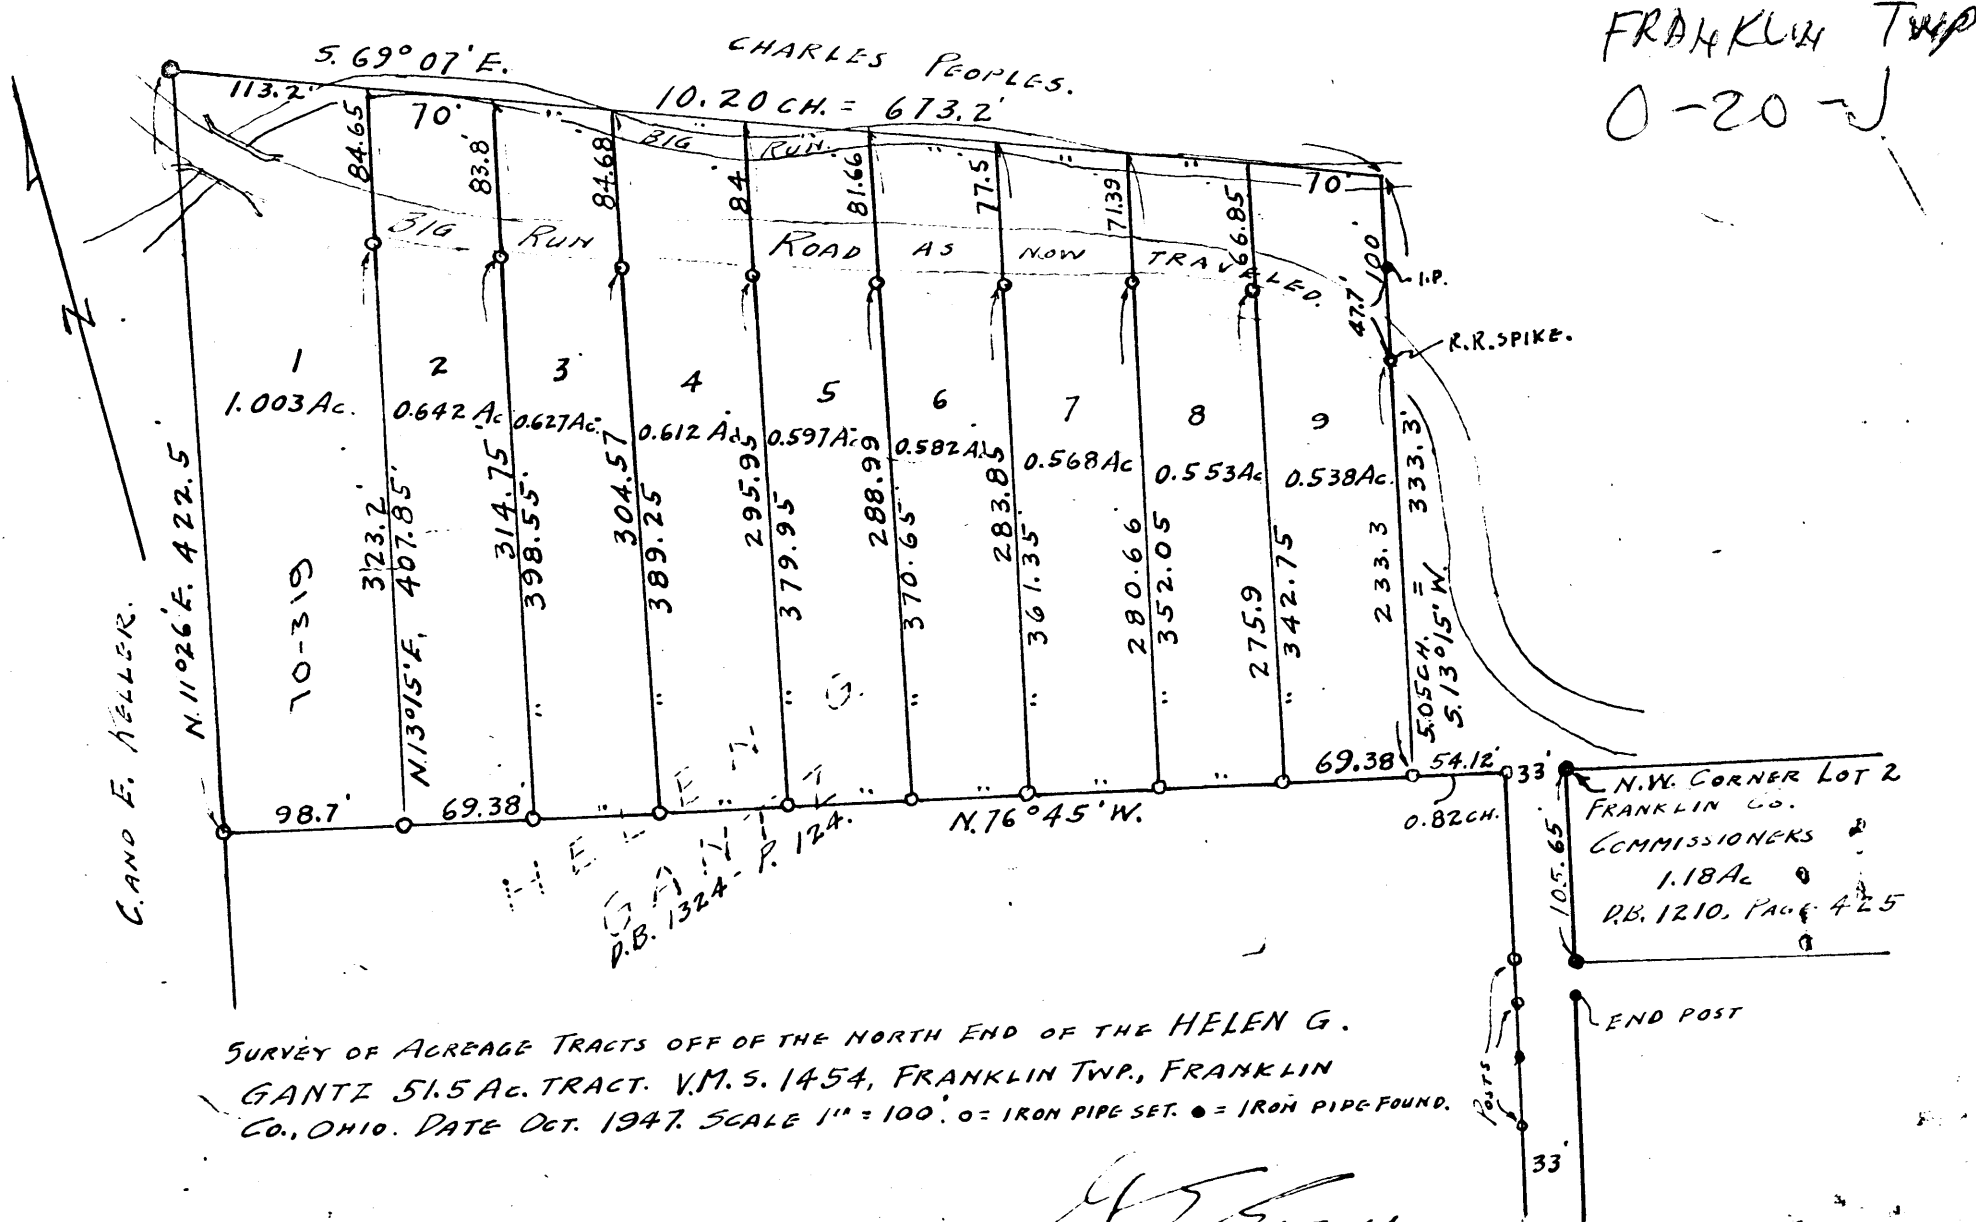 FRANKLIN TWP
0-20-J
S. 69° 07' E.
CHARLES PEOPLES.
113.2'
70'
10.20 CH. = 673.2'
BIG RUN.
70'
84.65
83.8'
84.68
84
81.66
77.5
71.39
66.85
100'
47.7'
I.P.
R.R. SPIKE.
BIG RUN ROAD AS NOW TRAVELED.
Z
1
1.003 Ac.
2
0.642 Ac
3
0.627 Ac.
4
0.612 Ac.
5
0.597 Ac.
6
0.582 Ac.
7
0.568 Ac
8
0.553 Ac
9
0.538 Ac.
C. AND E. KELLER.
N. 11° 26' E. 422.5'
10-319
323.2'
N. 13° 15' E. 407.85'
314.75'
398.55'
304.57
389.25
295.95
379.95
288.99
370.65'
283.85
361.35'
280.66
352.05
275.9
342.75
233.3
5.05 CH. = 333.3'
S. 13° 15' W.
98.7'
69.38'
N. 76° 45' W.
69.38
54.12'
33'
0.82 CH.
HELEN G.
GANTZ
D.B. 1324 - P. 124.
N.W. CORNER LOT 2
FRANKLIN CO.
COMMISSIONERS
1.18 Ac
D.B. 1210, PAGE 425
105.65'
END POST
POSTS
33'
SURVEY OF ACREAGE TRACTS OFF OF THE NORTH END OF THE HELEN G.
GANTZ 51.5 Ac. TRACT. V.M.S. 1454, FRANKLIN TWP., FRANKLIN
CO., OHIO. DATE OCT. 1947. SCALE 1" = 100'. o = IRON PIPE SET. ● = IRON PIPE FOUND.